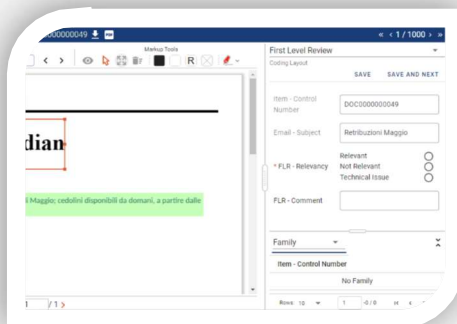 0000000049
« ‹ 1 / 1000 › »
Markup Tools
R
dian
i Maggio; cedolini disponibili da domani, a partire dalle
/ 1
First Level Review
Coding Layout
SAVE SAVE AND NEXT
Item - Control Number
DOC0000000049
Email - Subject
Retribuzioni Maggio
* FLR - Relevancy
Relevant
Not Relevant
Technical Issue
FLR - Comment
Family
Item - Control Number
No Family
Rows 10 1 -0 / 0